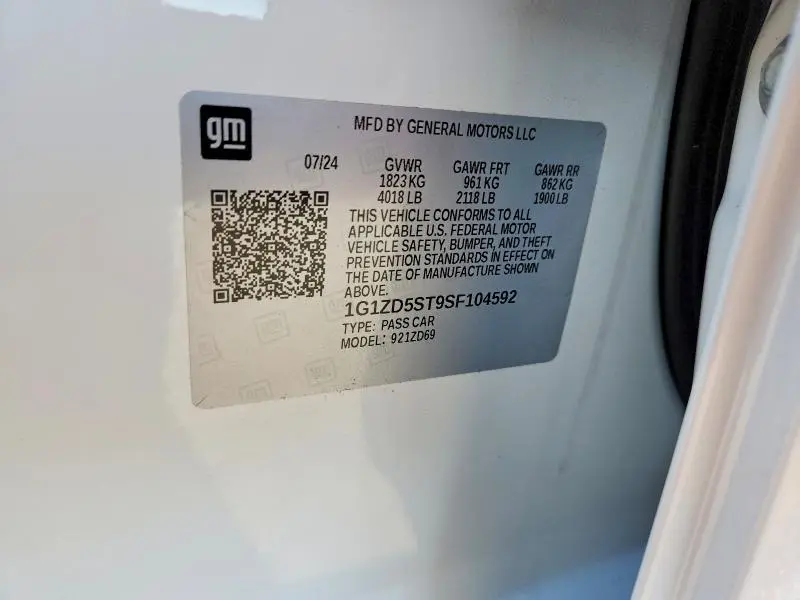 gm
MFD BY GENERAL MOTORS LLC
07/24 GVWR GAWR FRT GAWR RR
1823 KG 961 KG 862 KG
4018 LB 2118 LB 1900 LB
THIS VEHICLE CONFORMS TO ALL
APPLICABLE U.S. FEDERAL MOTOR
VEHICLE SAFETY, BUMPER, AND THEFT
PREVENTION STANDARDS IN EFFECT ON
THE DATE OF MANUFACTURE SHOWN
ABOVE.
1G1ZD5ST9SF104592
TYPE: PASS CAR
MODEL: 921ZD69